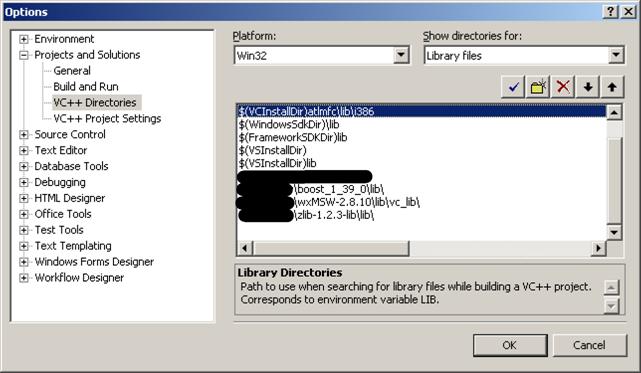 Options
Environment
Projects and Solutions
General
Build and Run
VC++ Directories
VC++ Project Settings
Source Control
Text Editor
Database Tools
Debugging
HTML Designer
Office Tools
Test Tools
Text Templating
Windows Forms Designer
Workflow Designer
Platform:
Win32
Show directories for:
Library files
$(VCInstallDir)atlmfc\lib\i386
$(WindowsSdkDir)\lib
$(FrameworkSDKDir)lib
$(VSInstallDir)
$(VSInstallDir)lib
\boost_1_39_0\lib\
\wxMSW-2.8.10\lib\vc_lib\
\zlib-1.2.3-lib\lib\
Library Directories
Path to use when searching for library files while building a VC++ project.
Corresponds to environment variable LIB.
OK
Cancel